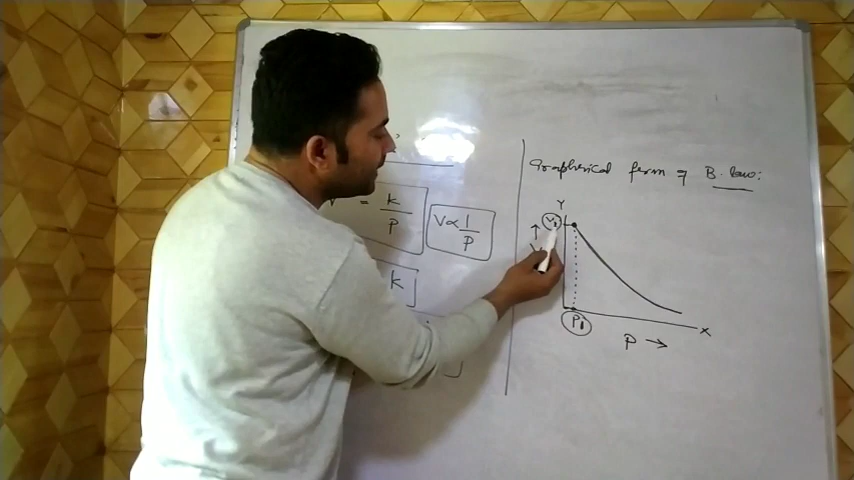 V = k/P
V ∝ 1/P
k
Graphical form of B. law:
Y
V1
↑
P1
P →
X